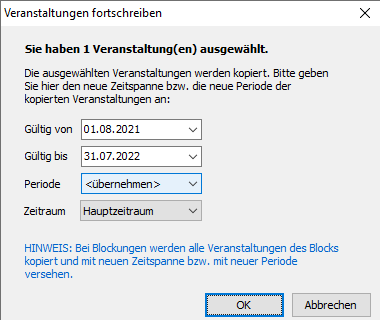 Veranstaltungen fortschreiben
Sie haben 1 Veranstaltung(en) ausgewählt.
Die ausgewählten Veranstaltungen werden kopiert. Bitte geben
Sie hier den neue Zeitspanne bzw. die neue Periode der
kopierten Veranstaltungen an:
Gültig von 01.08.2021
Gültig bis 31.07.2022
Periode <übernehmen>
Zeitraum Hauptzeitraum
HINWEIS: Bei Blockungen werden alle Veranstaltungen des Blocks
kopiert und mit neuen Zeitspanne bzw. mit neuer Periode
versehen.
OK Abbrechen